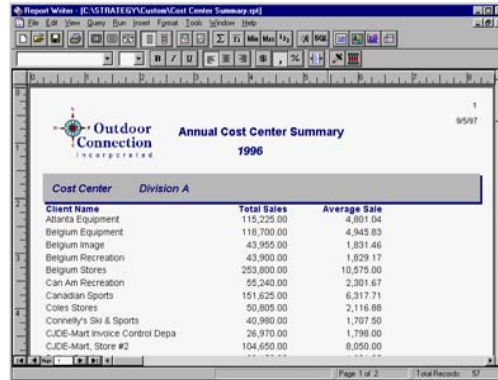 Report Writer - [C:\STRATEGY\Custom\Cost Center Summary.rpt]
File Edit View Query Run Insert Format Tools Window Help
Σ Min Max SQL
B I U $ , %
1
9/5/97
Outdoor
Connection
Incorporated
Annual Cost Center Summary
1996
Cost Center Division A
Client Name Total Sales Average Sale
Atlanta Equipment 115,225.00 4,801.04
Belgium Equipment 118,700.00 4,945.83
Belgium Image 43,955.00 1,831.46
Belgium Recreation 43,900.00 1,829.17
Belgium Stores 253,800.00 10,575.00
Can Am Recreation 55,240.00 2,301.67
Canadian Sports 151,625.00 6,317.71
Coles Stores 50,805.00 2,116.88
Connelly's Ski & Sports 40,980.00 1,707.50
CJDE-Mart Invoice Control Depa 26,970.00 1,798.00
CJDE-Mart, Store #2 104,650.00 8,050.00
Page 1 of 2 Total Records: 57